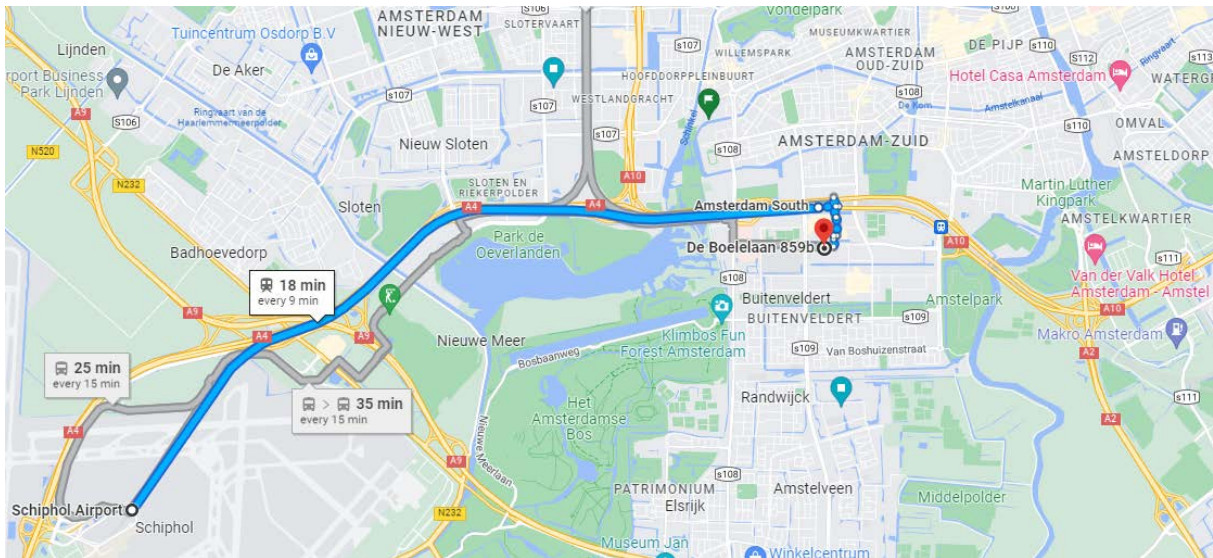 AMSTERDAM
NIEUW-WEST
s106
SLOTERVAART
s107
Vondelpark
MUSEUMKWARTIER
DE PIJP
s110
s110
Ringvaart...
Lijnden
Tuincentrum Osdorp B.V
De Aker
WILLEMSPARK
AMSTERDAM
OUD-ZUID
S112
s113
rport Business
Park Lijnden
s107
HOOFDDORPPLEINBUURT
s108
Hotel Casa Amsterdam
WATERGR
A9
S106
Ringvaart van de
Haarlemmermeerpolder
s107
WESTLANDGRACHT
De Kom
Amstelkanaal
s110
OMVAL
N520
Nieuw Sloten
s107
Schinkel
s108
AMSTERDAM-ZUID
AMSTELDORP
N232
SLOTEN EN
RIEKERPOLDER
A10
Martin Luther
Kingpark
Sloten
A4
A4
Amsterdam South
A10
AMSTELKWARTIER
Badhoevedorp
Park de
Oeverlanden
De Boelelaan 859b
A10
s111
18 min
every 9 min
s108
Van der Valk Hotel
Amsterdam - Amstel
A9
Buitenveldert
Amstelpark
A10
A4
A9
Nieuwe Meer
Klimbos Fun
Forest Amsterdam
BUITENVELDERT
s109
Makro Amsterdam
25 min
every 15 min
Bosbaanweg
s109
Van Boshuizenstraat
A2
> 35 min
every 15 min
Randwijck
s111
A4
Het
Amsterdamse
Bos
Nieuwe Meerlaan
A2
A9
s108
Schiphol Airport
Schiphol
PATRIMONIUM
Elsrijk
Amstelveen
Middelpolder
N232
Museum Jan
Winkelcentrum